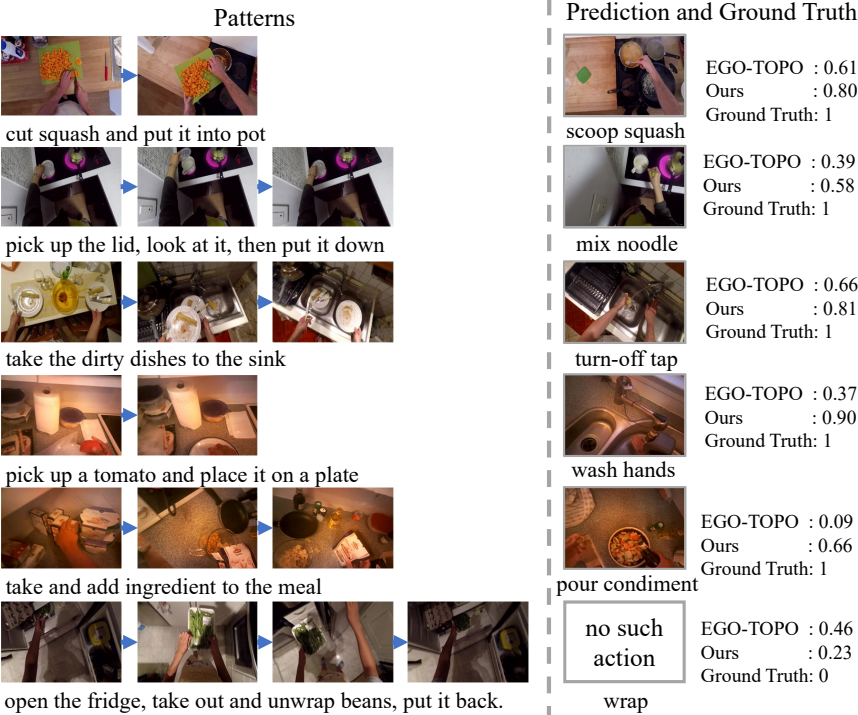 Patterns
Prediction and Ground Truth
cut squash and put it into pot
scoop squash
EGO-TOPO : 0.61
Ours : 0.80
Ground Truth: 1
pick up the lid, look at it, then put it down
mix noodle
EGO-TOPO : 0.39
Ours : 0.58
Ground Truth: 1
take the dirty dishes to the sink
turn-off tap
EGO-TOPO : 0.66
Ours : 0.81
Ground Truth: 1
pick up a tomato and place it on a plate
wash hands
EGO-TOPO : 0.37
Ours : 0.90
Ground Truth: 1
take and add ingredient to the meal
pour condiment
EGO-TOPO : 0.09
Ours : 0.66
Ground Truth: 1
open the fridge, take out and unwrap beans, put it back.
no such
action
wrap
EGO-TOPO : 0.46
Ours : 0.23
Ground Truth: 0